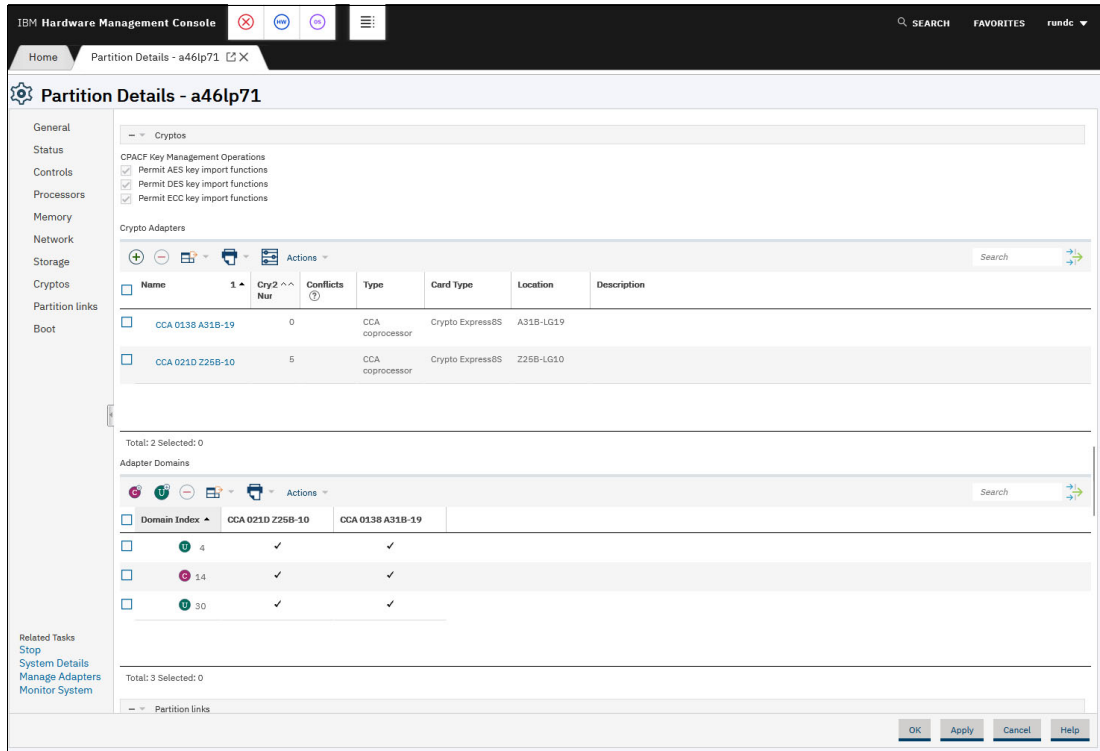 IBM Hardware Management Console
HW
OS
SEARCH
FAVORITES
rundc
Home
Partition Details - a46lp71
Partition Details - a46lp71
General
Status
Controls
Processors
Memory
Network
Storage
Cryptos
Partition links
Boot
Cryptos
CPACF Key Management Operations
Permit AES key import functions
Permit DES key import functions
Permit ECC key import functions
Crypto Adapters
Actions
Search
Name 1 Cry2 ^^ Conflicts Type Card Type Location Description
Nur ?
CCA 0138 A31B-19 0 CCA Crypto Express8S A31B-LG19
coprocessor
CCA 021D Z25B-10 5 CCA Crypto Express8S Z25B-LG10
coprocessor
Total: 2 Selected: 0
Adapter Domains
C U Actions
Search
Domain Index CCA 021D Z25B-10 CCA 0138 A31B-19
U 4 ✓ ✓
C 14 ✓ ✓
U 30 ✓ ✓
Total: 3 Selected: 0
Partition links
Related Tasks
Stop
System Details
Manage Adapters
Monitor System
OK Apply Cancel Help